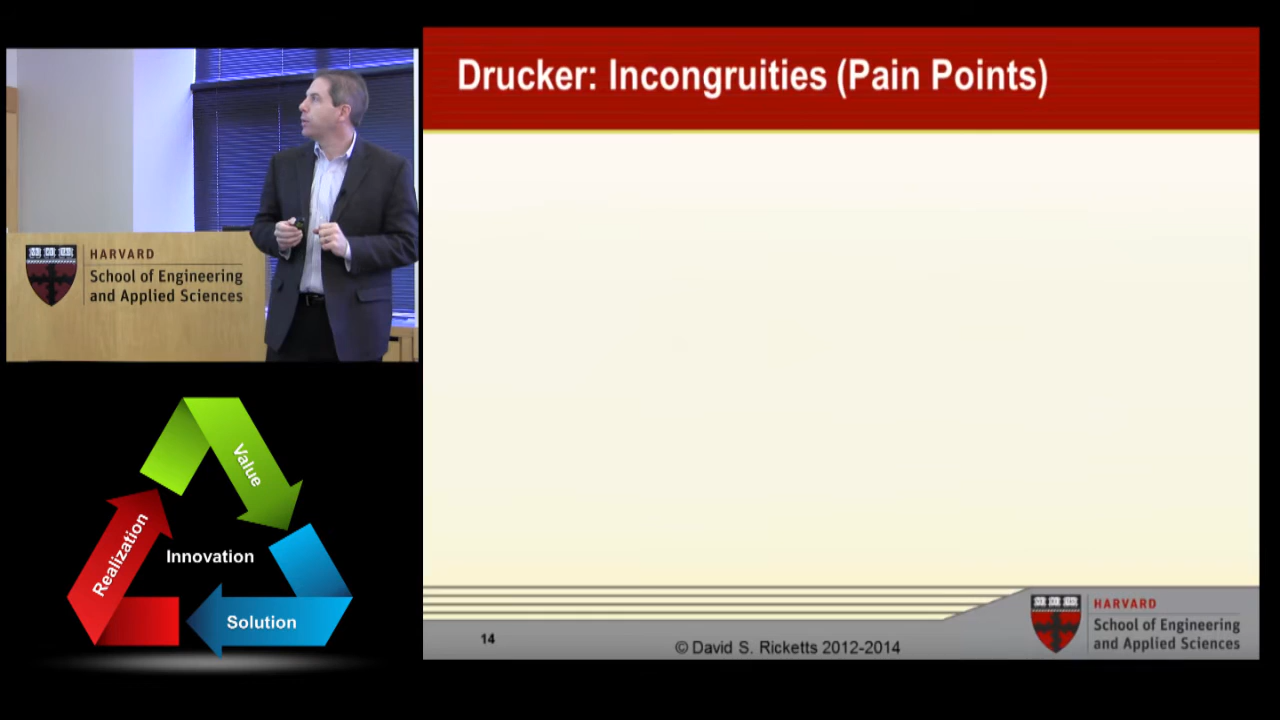 Drucker: Incongruities (Pain Points)
HARVARD
School of Engineering
and Applied Sciences
Value
Realization
Innovation
Solution
14
© David S. Ricketts 2012-2014
HARVARD
School of Engineering
and Applied Sciences